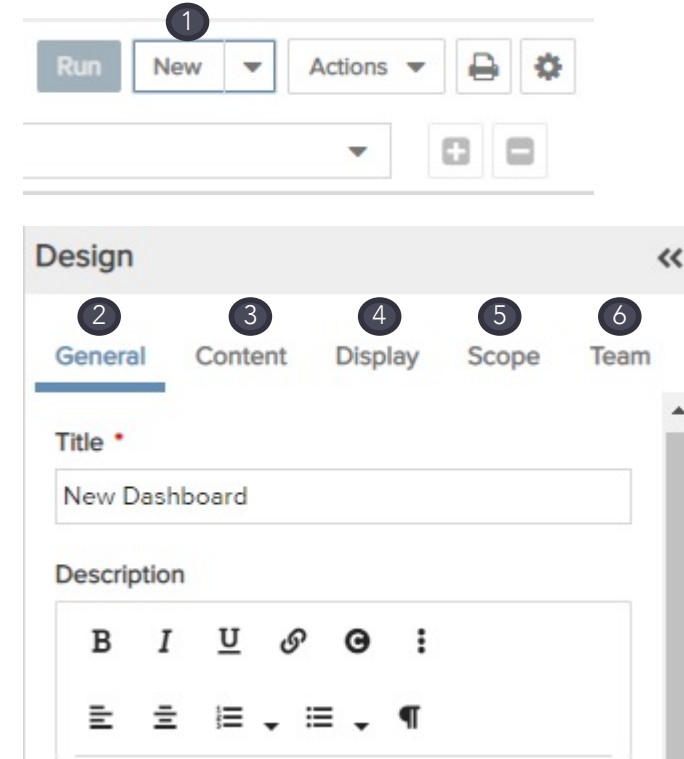 1
Run New Actions
Design
2 3 4 5 6
General Content Display Scope Team
Title *
New Dashboard
Description
B I U